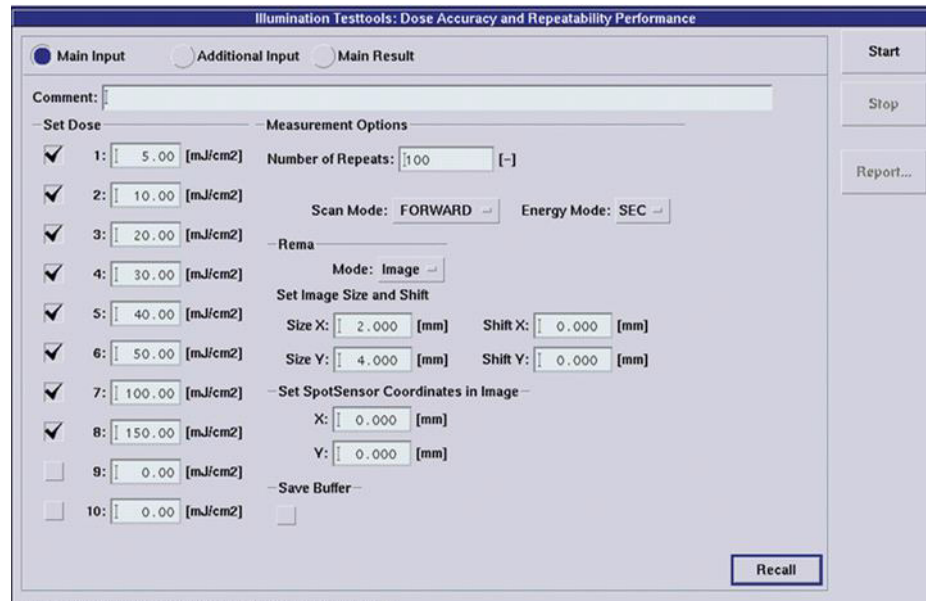 Illumination Testtools: Dose Accuracy and Repeatability Performance
Main Input Additional Input Main Result
Start
Stop
Report...
Comment:
Set Dose
1: 5.00 [mJ/cm2]
2: 10.00 [mJ/cm2]
3: 20.00 [mJ/cm2]
4: 30.00 [mJ/cm2]
5: 40.00 [mJ/cm2]
6: 50.00 [mJ/cm2]
7: 100.00 [mJ/cm2]
8: 150.00 [mJ/cm2]
9: 0.00 [mJ/cm2]
10: 0.00 [mJ/cm2]
Measurement Options
Number of Repeats: 100 [-]
Scan Mode: FORWARD Energy Mode: SEC
Rema
Mode: Image
Set Image Size and Shift
Size X: 2.000 [mm] Shift X: 0.000 [mm]
Size Y: 4.000 [mm] Shift Y: 0.000 [mm]
Set SpotSensor Coordinates in Image
X: 0.000 [mm]
Y: 0.000 [mm]
Save Buffer
Recall